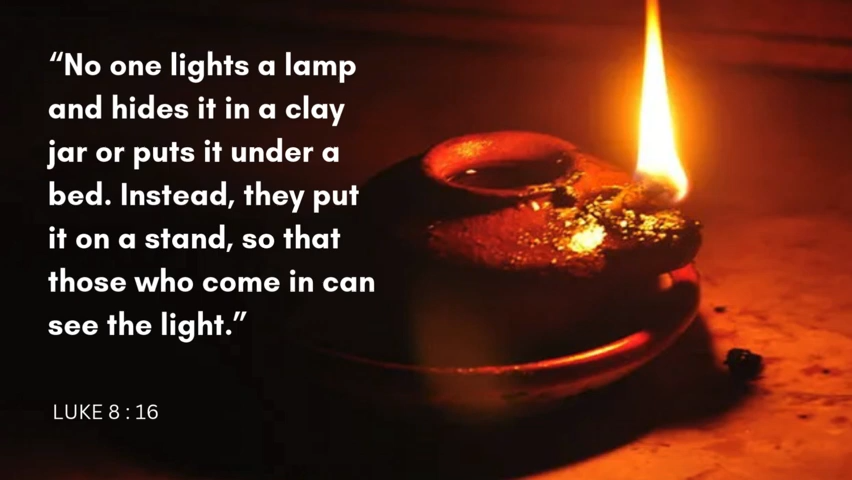 “No one lights a lamp
and hides it in a clay
jar or puts it under a
bed. Instead, they put
it on a stand, so that
those who come in can
see the light.”
LUKE 8 : 16